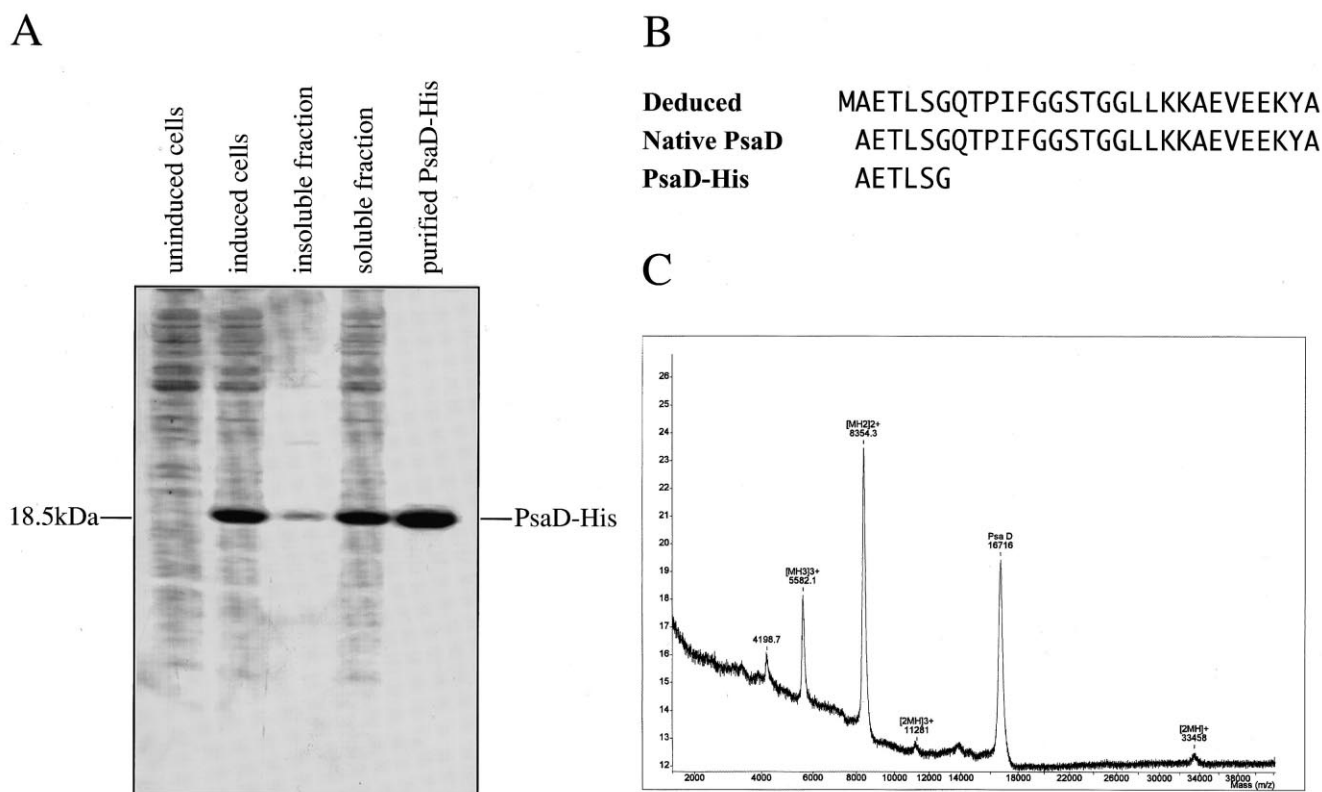 A
uninduced cells
induced cells
insoluble fraction
soluble fraction
purified PsaD-His
18.5kDa
PsaD-His
B
Deduced MAETLSGQTPIFGGSTGGLLKKAEVEEKYA
Native PsaD AETLSGQTPIFGGSTGGLLKKAEVEEKYA
PsaD-His AETLSG
C
26
25
24
23
22
21
20
19
18
17
16
15
14
13
12
4198.7
[MH3]3+
5582.1
[MH2]2+
8354.3
[2MH]3+
11281
Psa D
16716
[2MH]+
33458
2000 4000 6000 8000 10000 12000 14000 18000 22000 26000 30000 34000 38000
Mass (m/z)